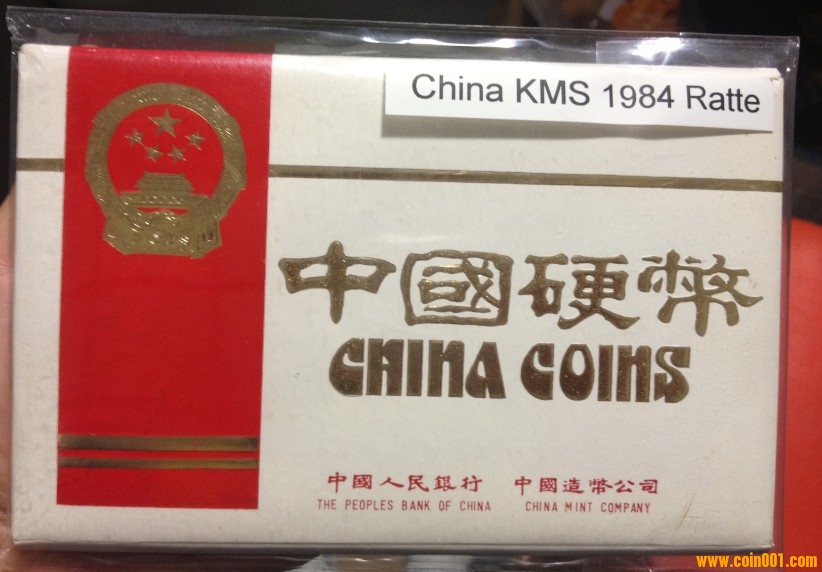 China KMS 1984 Ratte
中國硬幣
CHINA COINS
中國人民銀行 中國造幣公司
THE PEOPLES BANK OF CHINA CHINA MINT COMPANY
www.coin001.com